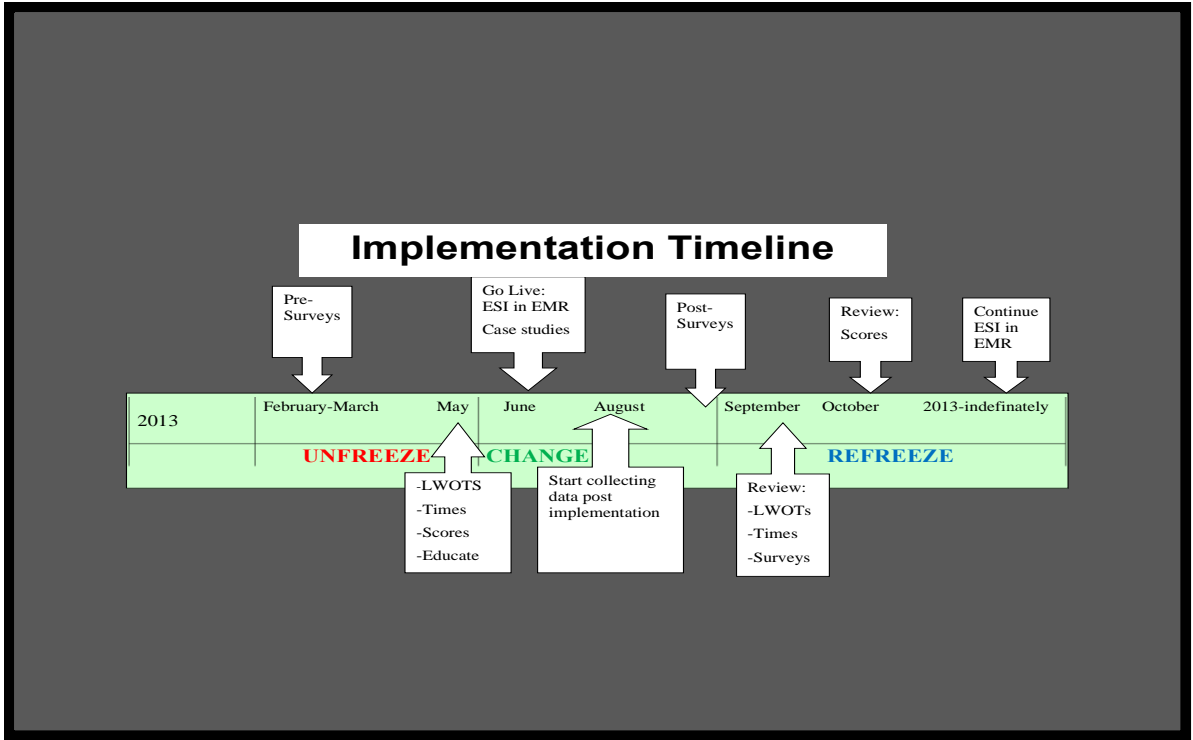 Implementation Timeline
Pre-
Surveys
Go Live:
ESI in EMR
Case studies
Post-
Surveys
Review:
Scores
Continue
ESI in
EMR
2013
February-March
May
June
August
September
October
2013-indefinately
UNFREEZE
CHANGE
REFREEZE
-LWOTS
-Times
-Scores
-Educate
Start collecting
data post
implementation
Review:
-LWOTs
-Times
-Surveys